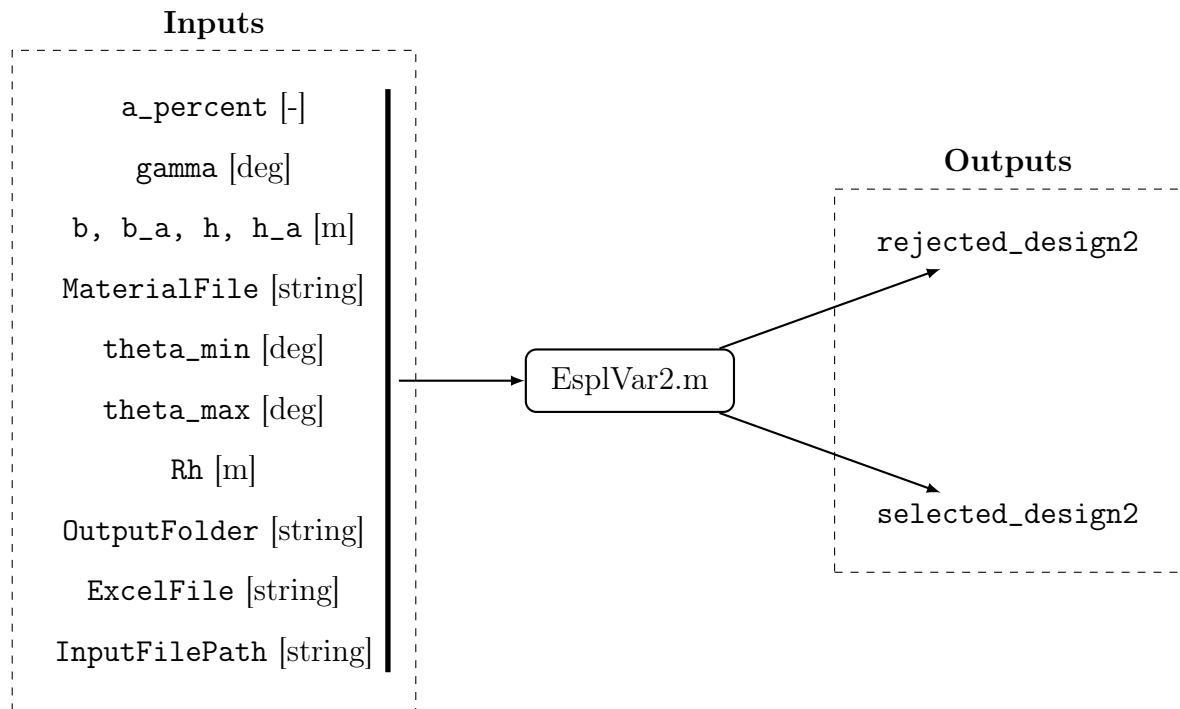 Inputs
a_percent [-]
gamma [deg]
b, b_a, h, h_a [m]
MaterialFile [string]
theta_min [deg]
theta_max [deg]
Rh [m]
OutputFolder [string]
ExcelFile [string]
InputFilePath [string]
EsplVar2.m
Outputs
rejected_design2
selected_design2